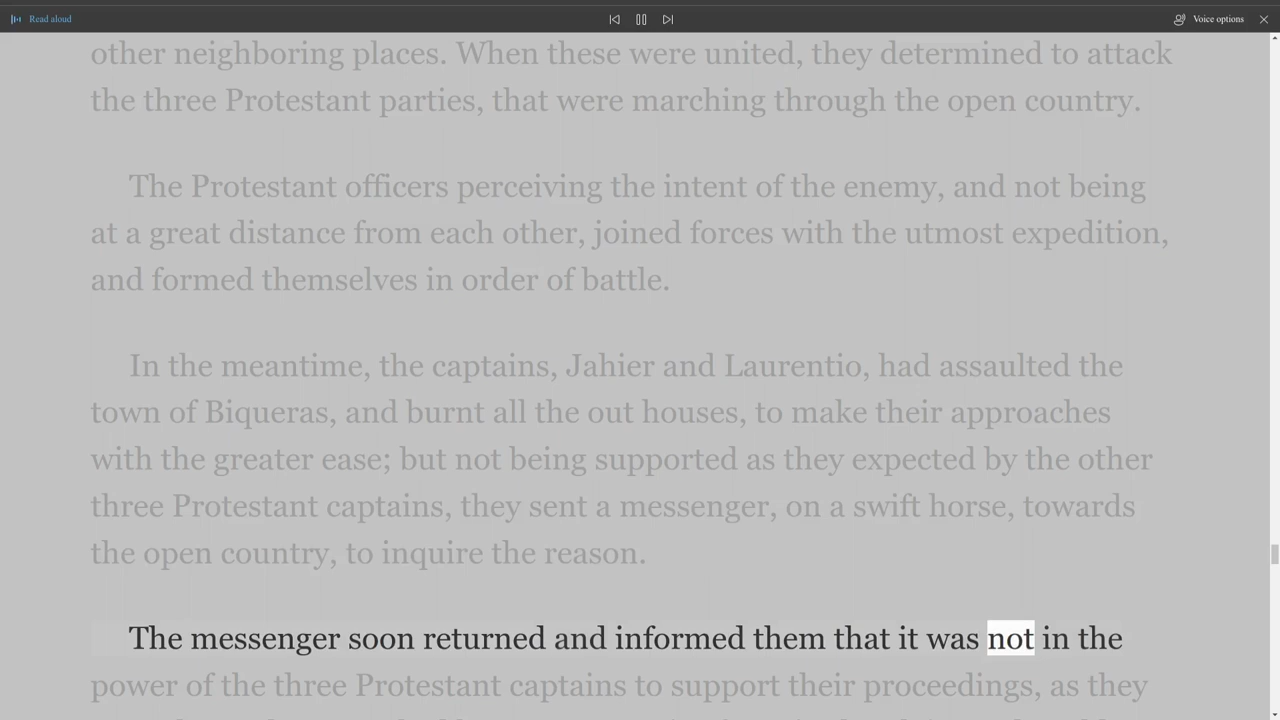 Read aloud
Voice options
other neighboring places. When these were united, they determined to attack
the three Protestant parties, that were marching through the open country.
The Protestant officers perceiving the intent of the enemy, and not being
at a great distance from each other, joined forces with the utmost expedition,
and formed themselves in order of battle.
In the meantime, the captains, Jahier and Laurentio, had assaulted the
town of Biqueras, and burnt all the out houses, to make their approaches
with the greater ease; but not being supported as they expected by the other
three Protestant captains, they sent a messenger, on a swift horse, towards
the open country, to inquire the reason.
The messenger soon returned and informed them that it was not in the
power of the three Protestant captains to support their proceedings, as they